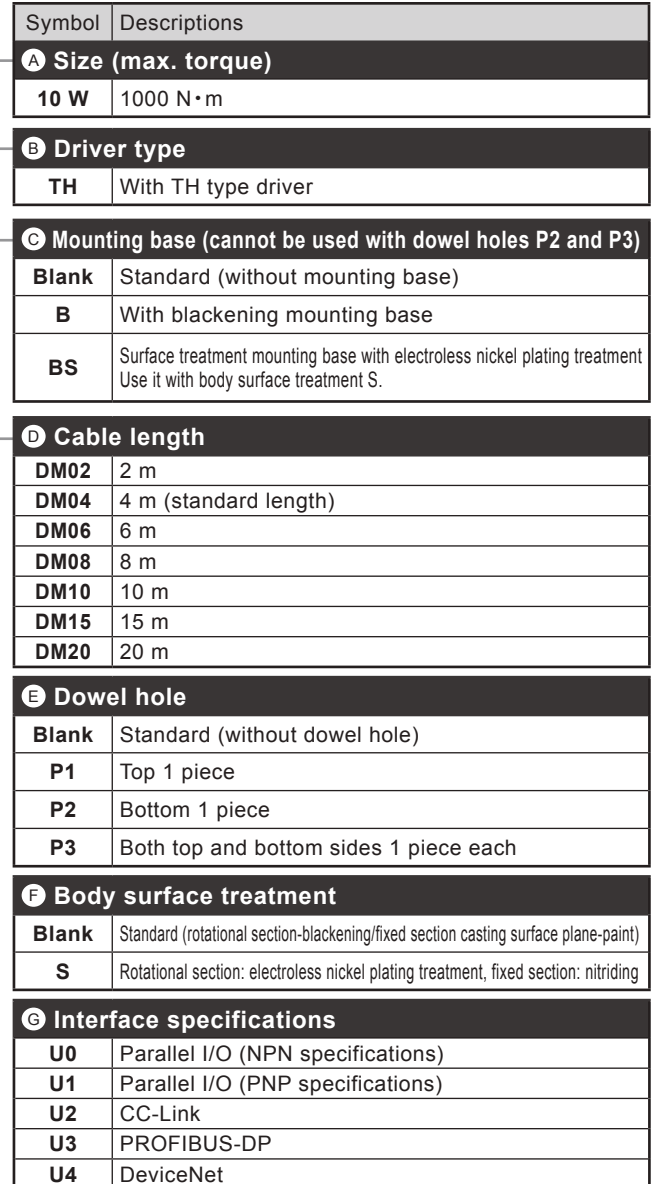 Symbol Descriptions
A Size (max. torque)
10 W 1000 N・m
B Driver type
TH With TH type driver
C Mounting base (cannot be used with dowel holes P2 and P3)
Blank Standard (without mounting base)
B With blackening mounting base
BS Surface treatment mounting base with electroless nickel plating treatment
Use it with body surface treatment S.
D Cable length
DM02 2 m
DM04 4 m (standard length)
DM06 6 m
DM08 8 m
DM10 10 m
DM15 15 m
DM20 20 m
E Dowel hole
Blank Standard (without dowel hole)
P1 Top 1 piece
P2 Bottom 1 piece
P3 Both top and bottom sides 1 piece each
F Body surface treatment
Blank Standard (rotational section-blackening/fixed section casting surface plane-paint)
S Rotational section: electroless nickel plating treatment, fixed section: nitriding
G Interface specifications
U0 Parallel I/O (NPN specifications)
U1 Parallel I/O (PNP specifications)
U2 CC-Link
U3 PROFIBUS-DP
U4 DeviceNet